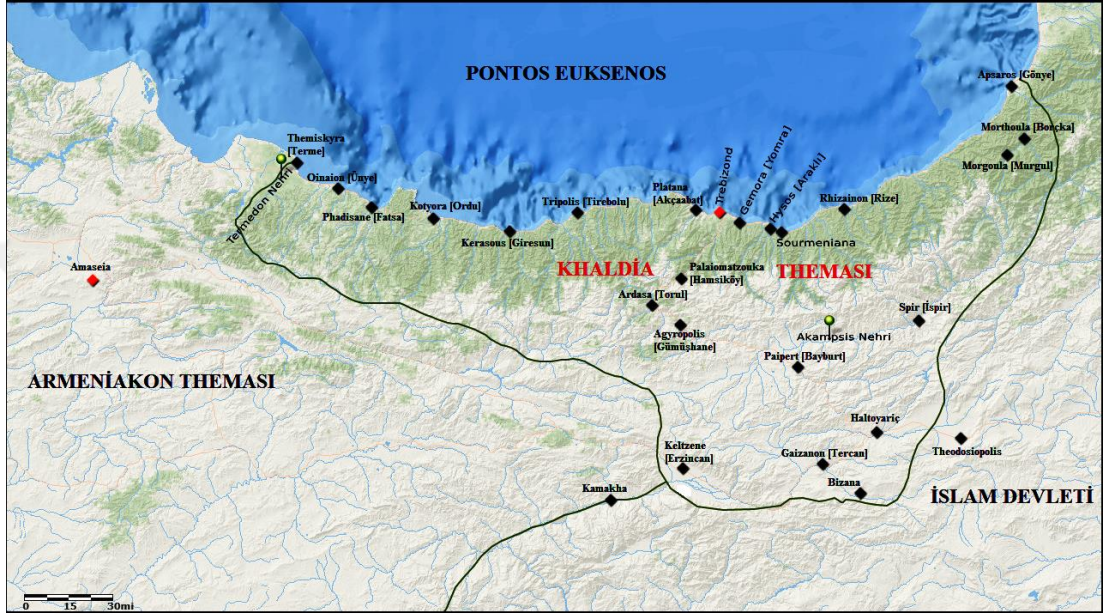 PONTOS EUKSENOS
Apsaros [Gönye]
Morthoula [Borçka]
Morgoula [Murgul]
Themiskyra
[Terme]
Termedon Nehri
Oinaion [Ünye]
Phadisane [Fatsa]
Kotyora [Ordu]
Kerasous [Giresun]
Tripolis [Tirebolu]
Platana
[Akçaabat]
Trebizond
Gemora [Yomra]
Hysos [Araklı]
Sourmeniana
Rhizainon [Rize]
Amaseia
KHALDİA
THEMASI
Palaiomatzouka
[Hamsiköy]
Ardasa [Torul]
Agyropolis
[Gümüşhane]
Spir [İspir]
Akampsis Nehri
Paipert [Bayburt]
ARMENİAKON THEMASI
Haltoyariç
Theodosiopolis
Keltzene
[Erzincan]
Gaizanon [Tercan]
Bizana
Kamakha
İSLAM DEVLETİ
0 15 30mi